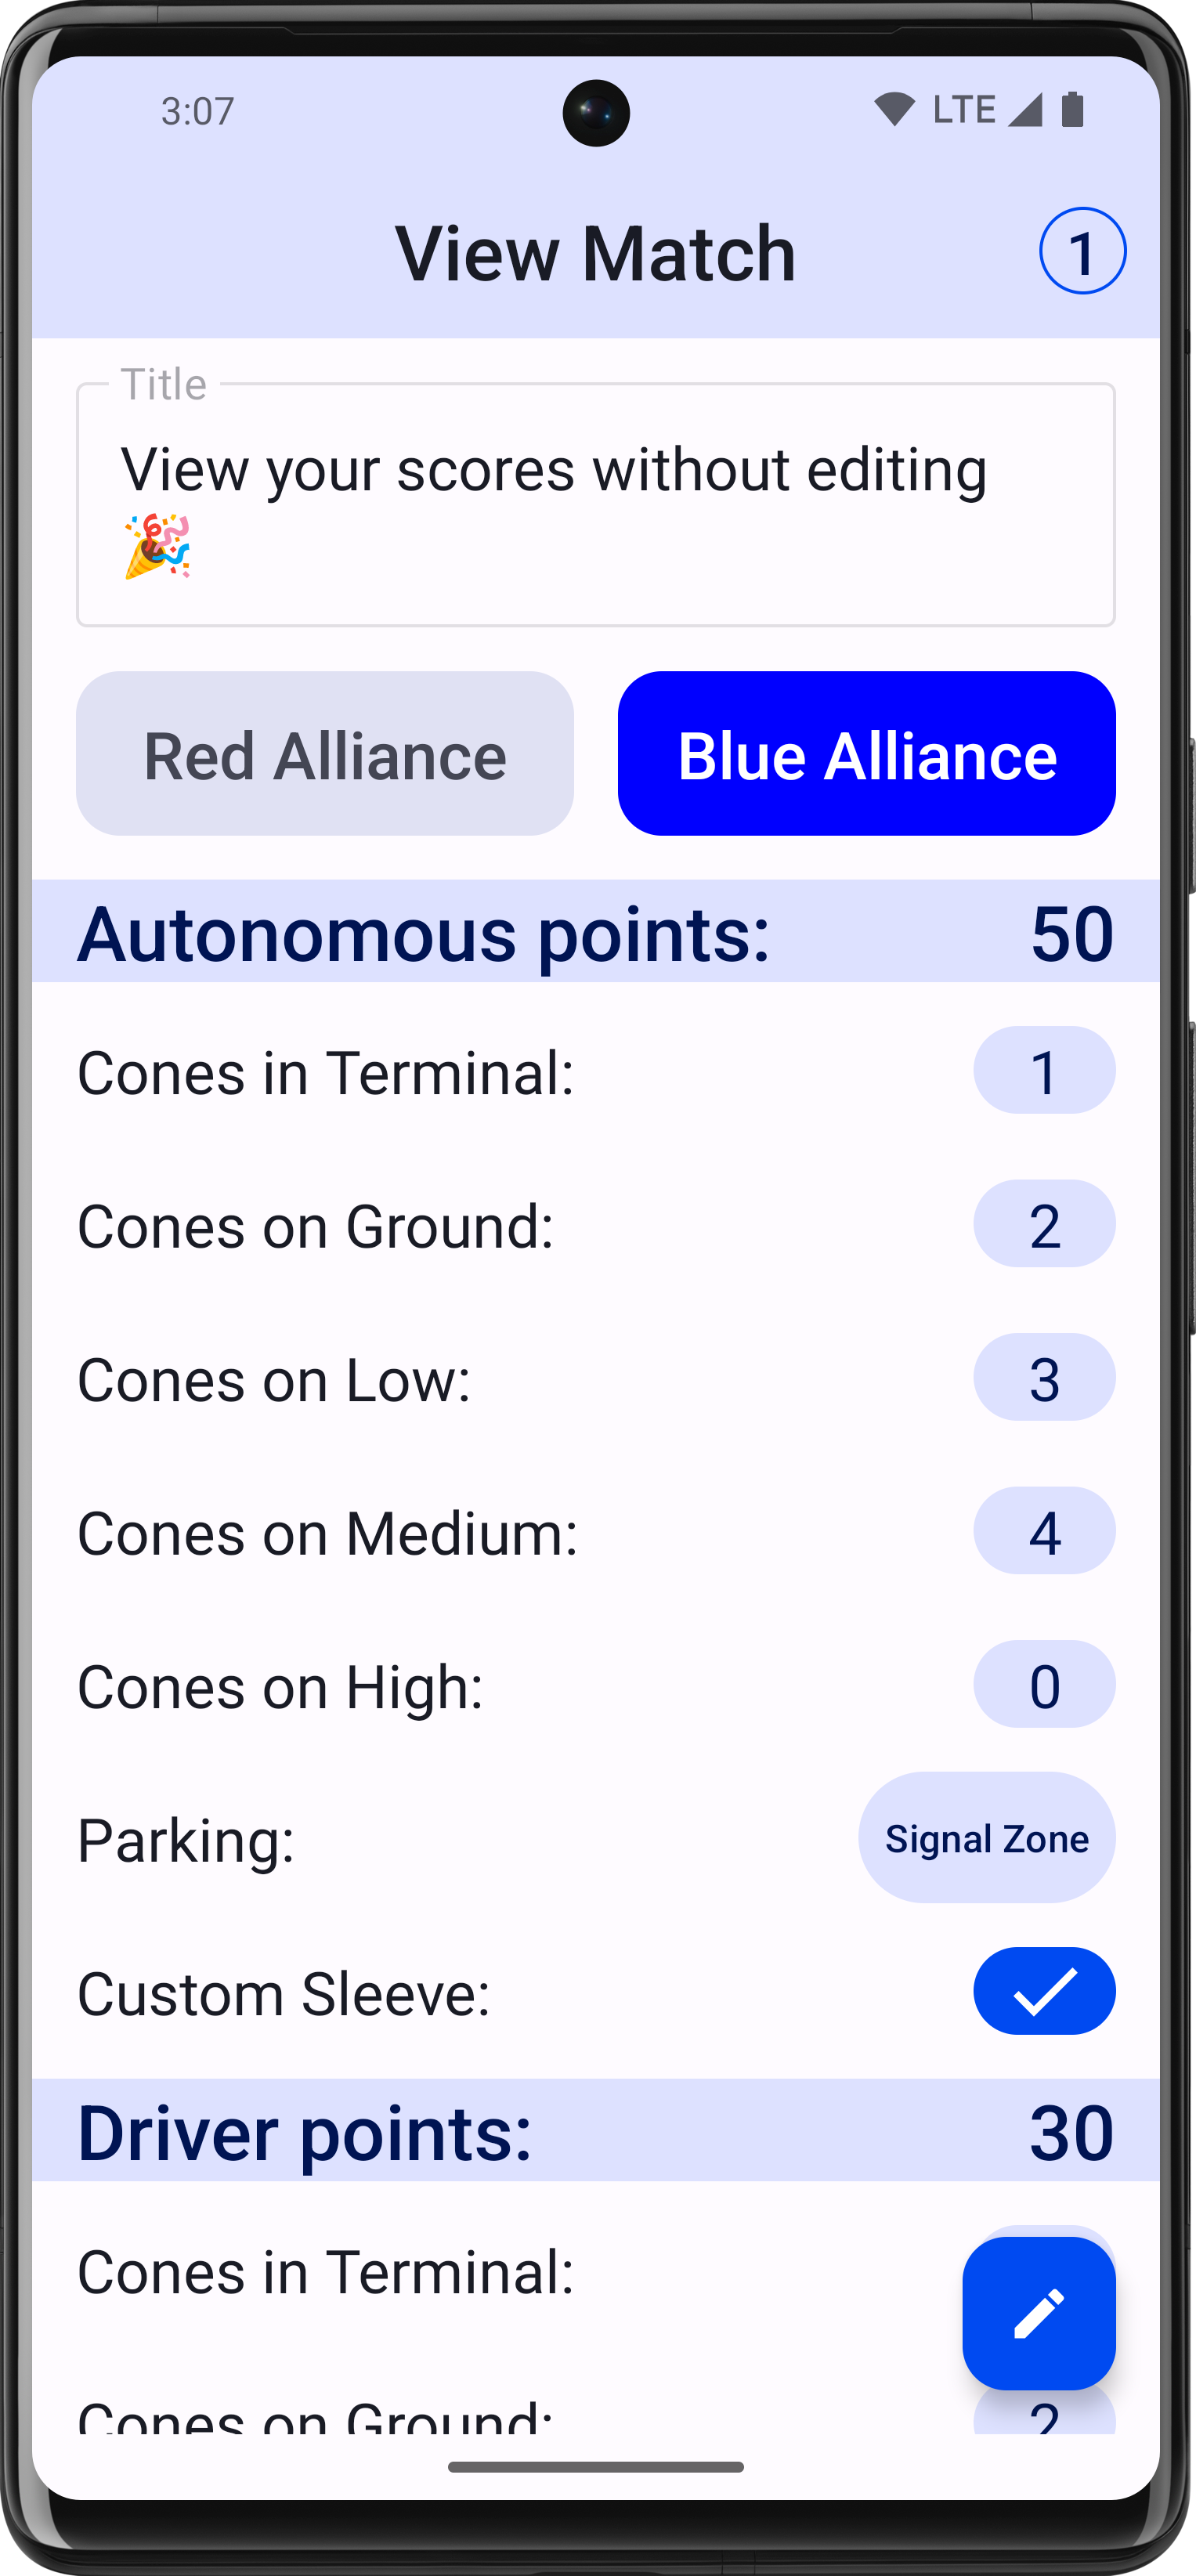 3:07
LTE
View Match
1
Title
View your scores without editing
🎉
Red Alliance
Blue Alliance
Autonomous points:
50
Cones in Terminal:
1
Cones on Ground:
2
Cones on Low:
3
Cones on Medium:
4
Cones on High:
0
Parking:
Signal Zone
Custom Sleeve:
Driver points:
30
Cones in Terminal:
Cones on Ground:
2